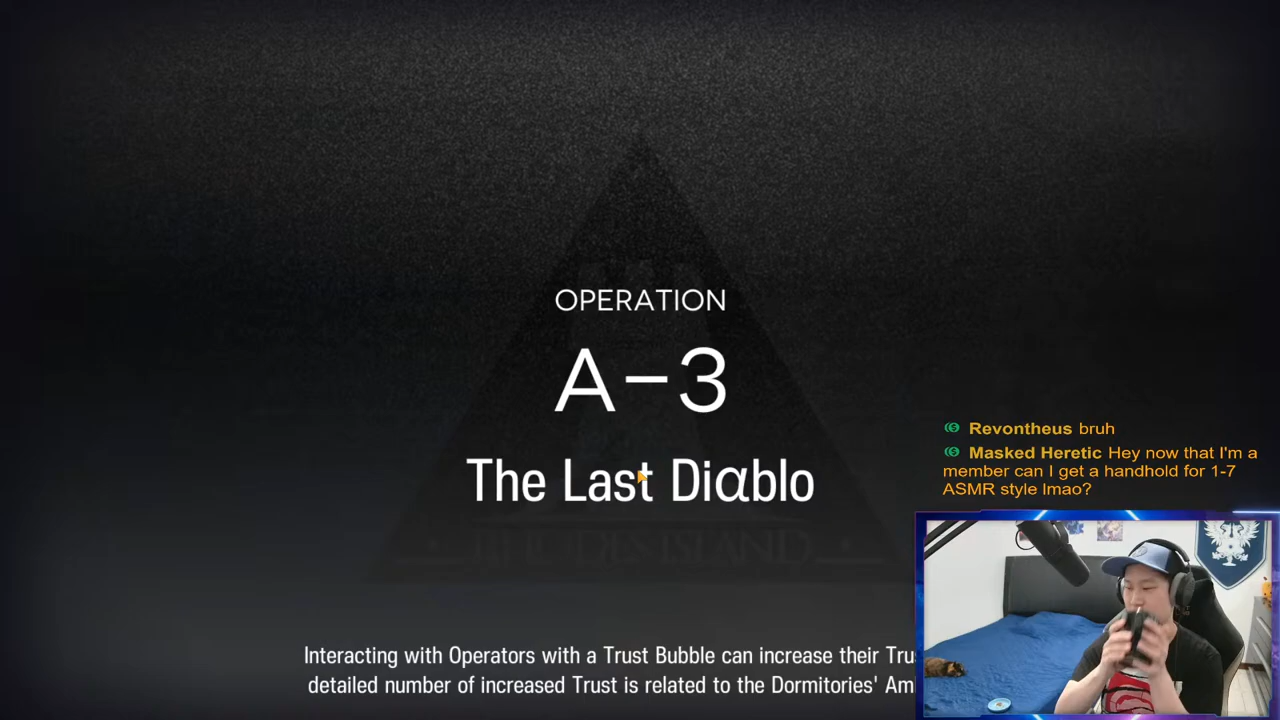 OPERATION
A-3
The Last Diαblo
Revontheus bruh
Masked Heretic Hey now that I'm a
member can I get a handhold for 1-7
ASMR style lmao?
RHODES ISLAND
Interacting with Operators with a Trust Bubble can increase their Tru
detailed number of increased Trust is related to the Dormitories' Am